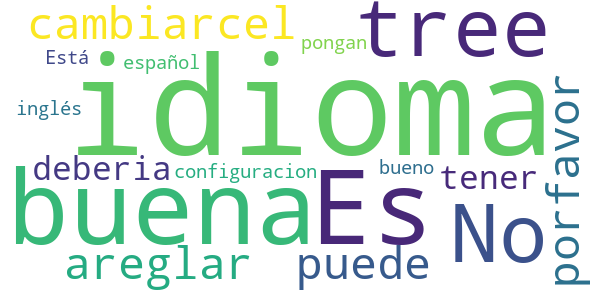 cambiarcel tree
pongan
Está español
idioma
inglés
deberia configuracion bueno tener
buena Es No porfavor
areglar puede